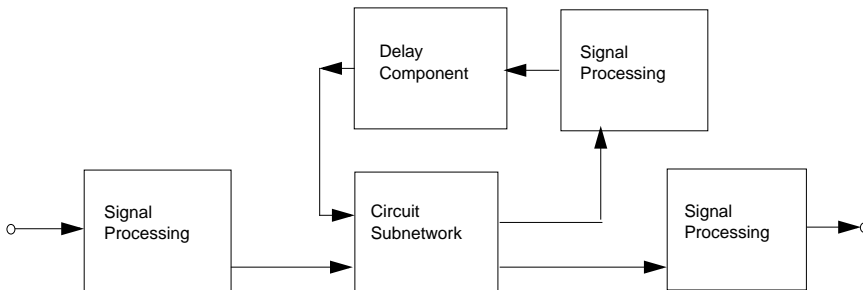 Delay
Component
Signal
Processing
Signal
Processing
Circuit
Subnetwork
Signal
Processing